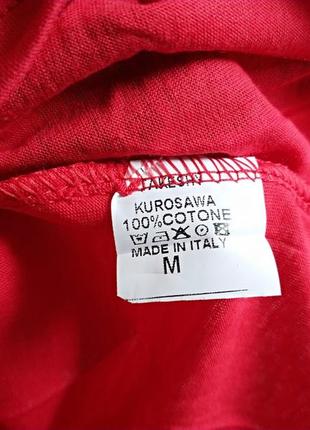 TAKESHY
KUROSAWA
100%COTONE
MADE IN ITALY
M